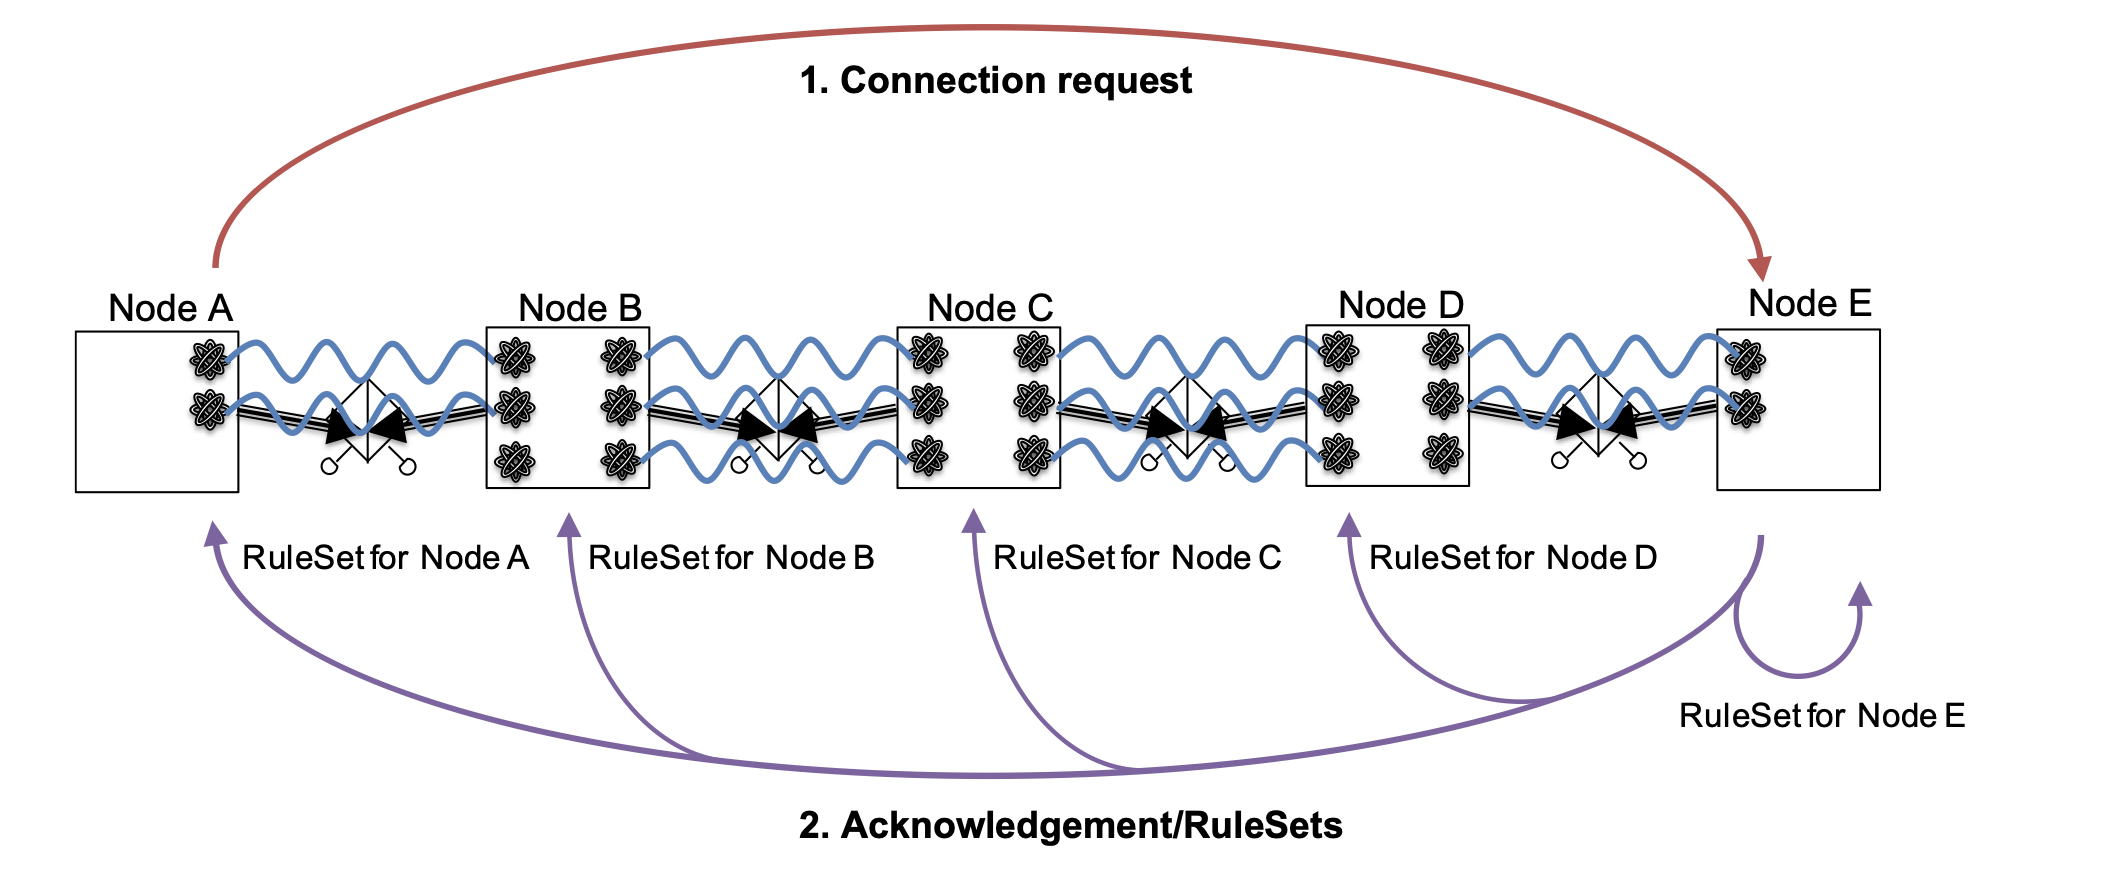 1. Connection request
Node A
Node B
Node C
Node D
Node E
RuleSet for Node A
RuleSet for Node B
RuleSet for Node C
RuleSet for Node D
RuleSet for Node E
2. Acknowledgement/RuleSets